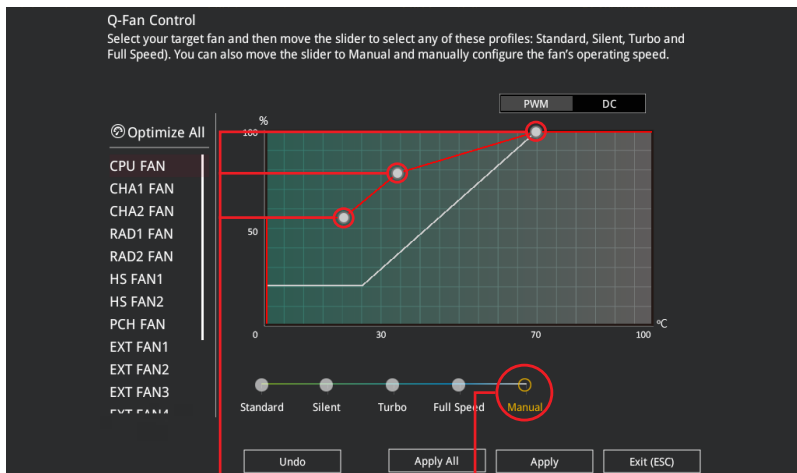 Q-Fan Control
Select your target fan and then move the slider to select any of these profiles: Standard, Silent, Turbo and
Full Speed). You can also move the slider to Manual and manually configure the fan's operating speed.
PWM DC
Optimize All
%
100
CPU FAN
CHA1 FAN
CHA2 FAN
RAD1 FAN
50
RAD2 FAN
HS FAN1
HS FAN2
PCH FAN
°C
0 30 70 100
EXT FAN1
EXT FAN2
EXT FAN3
EXT FAN4
Standard Silent Turbo Full Speed Manual
Undo Apply All Apply Exit (ESC)